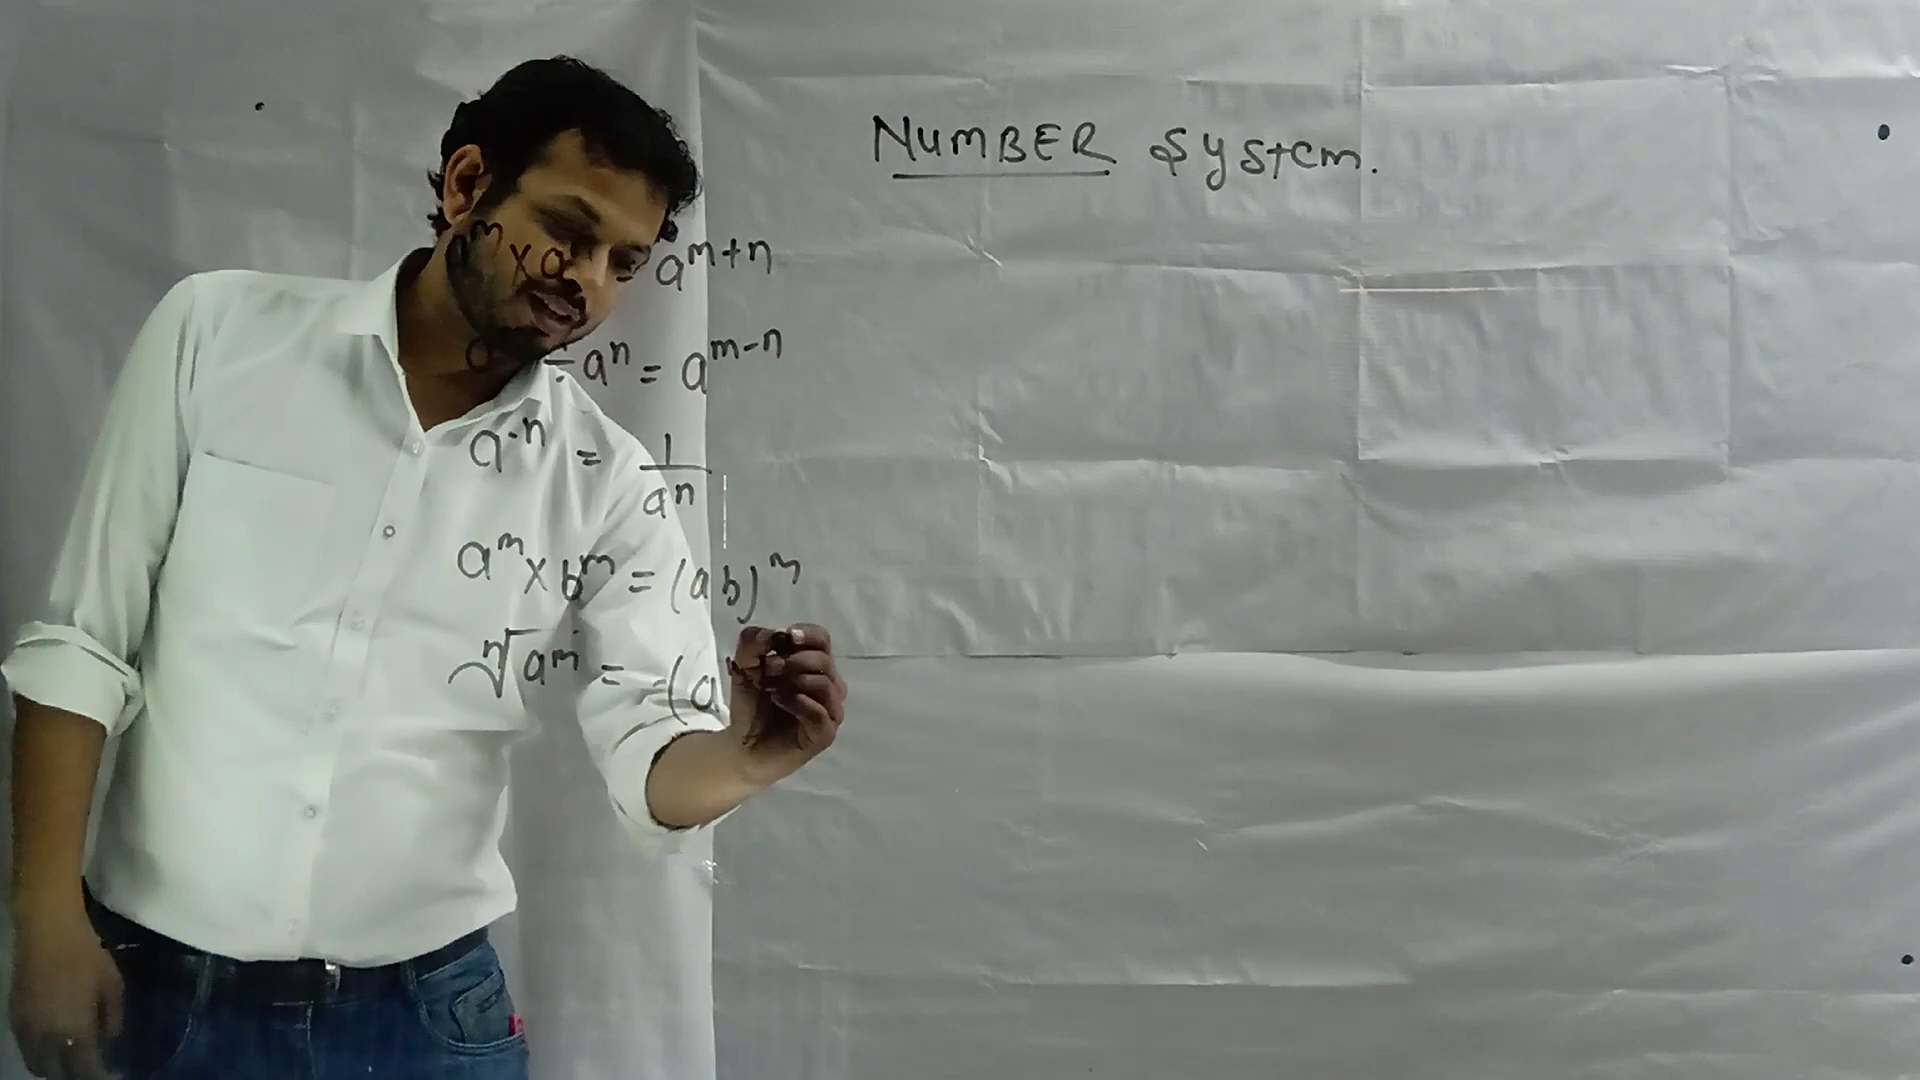 NUMBER System.
a^m × a^n = a^m+n
÷ a^n = a^m-n
a^-n = 1/a^n
a^m × b^m = (ab)^m
ⁿ√a^m = (a